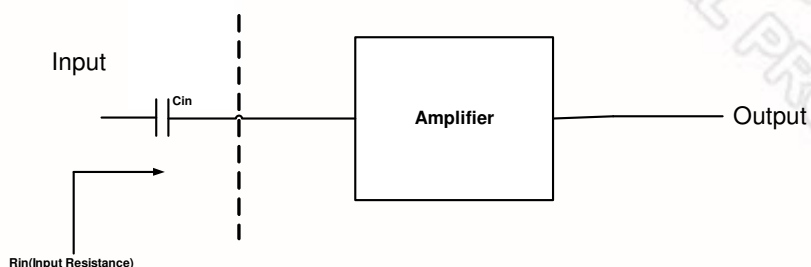 Input
Cin
Amplifier
Output
Rin(Input Resistance)